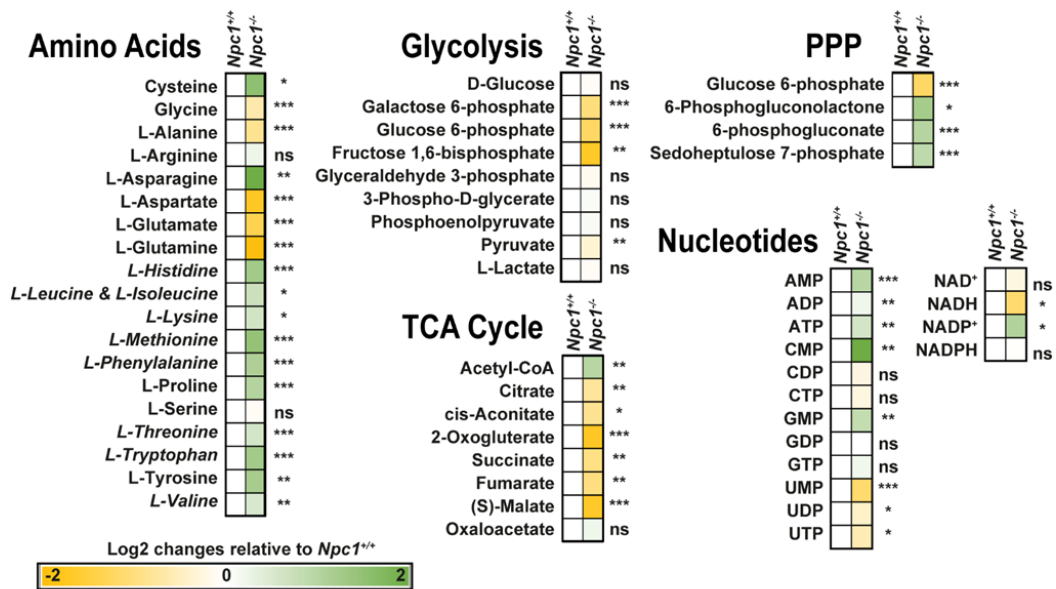 Amino Acids
Npc1+/+
Npc1-/-
Cysteine *
Glycine ***
L-Alanine ***
L-Arginine ns
L-Asparagine **
L-Aspartate ***
L-Glutamate ***
L-Glutamine ***
L-Histidine ***
L-Leucine & L-Isoleucine *
L-Lysine *
L-Methionine ***
L-Phenylalanine ***
L-Proline ***
L-Serine ns
L-Threonine ***
L-Tryptophan ***
L-Tyrosine **
L-Valine **
Log2 changes relative to Npc1+/+
-2 0 2
Glycolysis
Npc1+/+
Npc1-/-
D-Glucose ns
Galactose 6-phosphate ***
Glucose 6-phosphate ***
Fructose 1,6-bisphosphate **
Glyceraldehyde 3-phosphate ns
3-Phospho-D-glycerate ns
Phosphoenolpyruvate ns
Pyruvate **
L-Lactate ns
TCA Cycle
Npc1+/+
Npc1-/-
Acetyl-CoA **
Citrate **
cis-Aconitate *
2-Oxogluterate ***
Succinate **
Fumarate **
(S)-Malate ***
Oxaloacetate ns
PPP
Npc1+/+
Npc1-/-
Glucose 6-phosphate ***
6-Phosphogluconolactone *
6-phosphogluconate ***
Sedoheptulose 7-phosphate ***
Nucleotides
Npc1+/+
Npc1-/-
AMP ***
ADP **
ATP **
CMP **
CDP ns
CTP ns
GMP **
GDP ns
GTP ns
UMP ***
UDP *
UTP *
Npc1+/+
Npc1-/-
NAD+ ns
NADH *
NADP+ *
NADPH ns